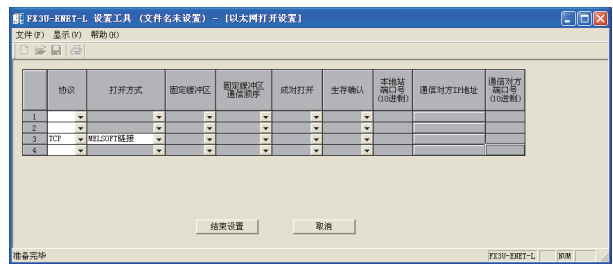 FX3U-ENET-L 设置工具 (文件名未设置) - [以太网打开设置]
文件(F) 显示(V) 帮助(H)
协议 打开方式 固定缓冲区 固定缓冲区通信顺序 成对打开 生存确认 本地站端口号(10进制) 通信对方IP地址 通信对方端口号(10进制)
1
2
3 TCP MELSOFT链接
4
结束设置 取消
准备完毕 FX3U-ENET-L NUM